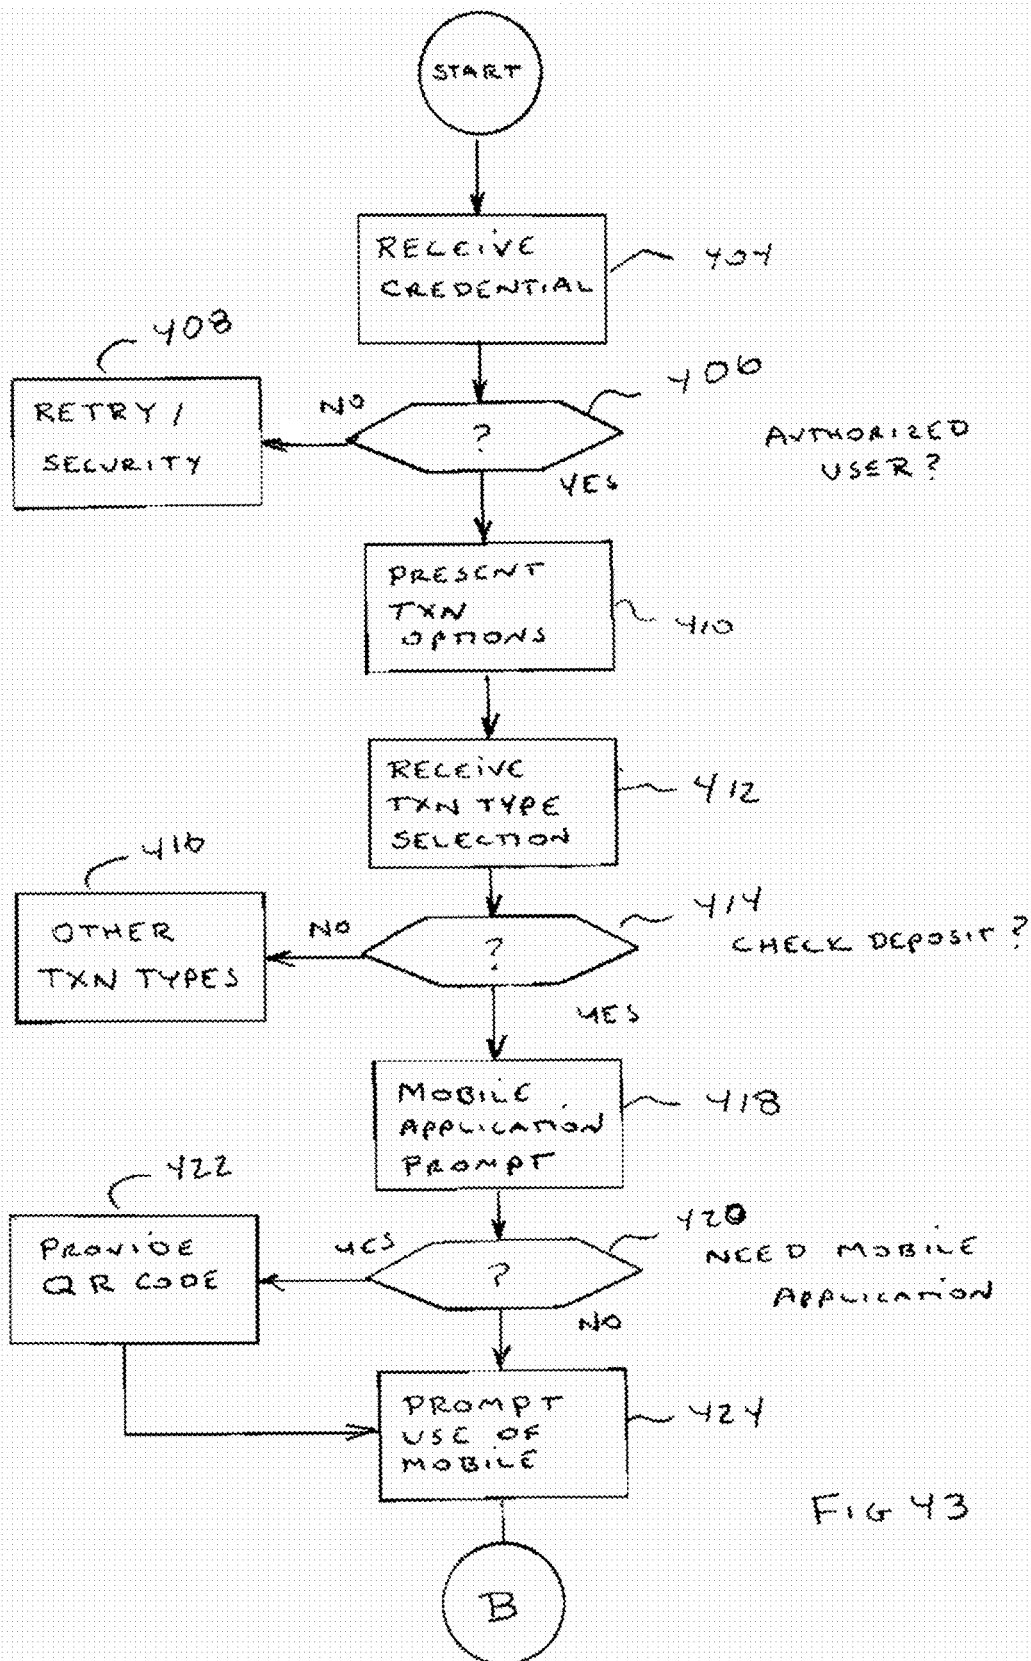 START
RECEIVE
CREDENTIAL
404
408
RETRY /
SECURITY
NO
?
406
AUTHORIZED
USER?
YES
PRESENT
TXN
OPTIONS
410
RECEIVE
TXN TYPE
SELECTION
412
416
OTHER
TXN TYPES
NO
?
414
CHECK DEPOSIT?
YES
MOBILE
APPLICATION
PROMPT
418
422
PROVIDE
QR CODE
YES
?
420
NEED MOBILE
APPLICATION
NO
PROMPT
USE OF
MOBILE
424
FIG 43
B